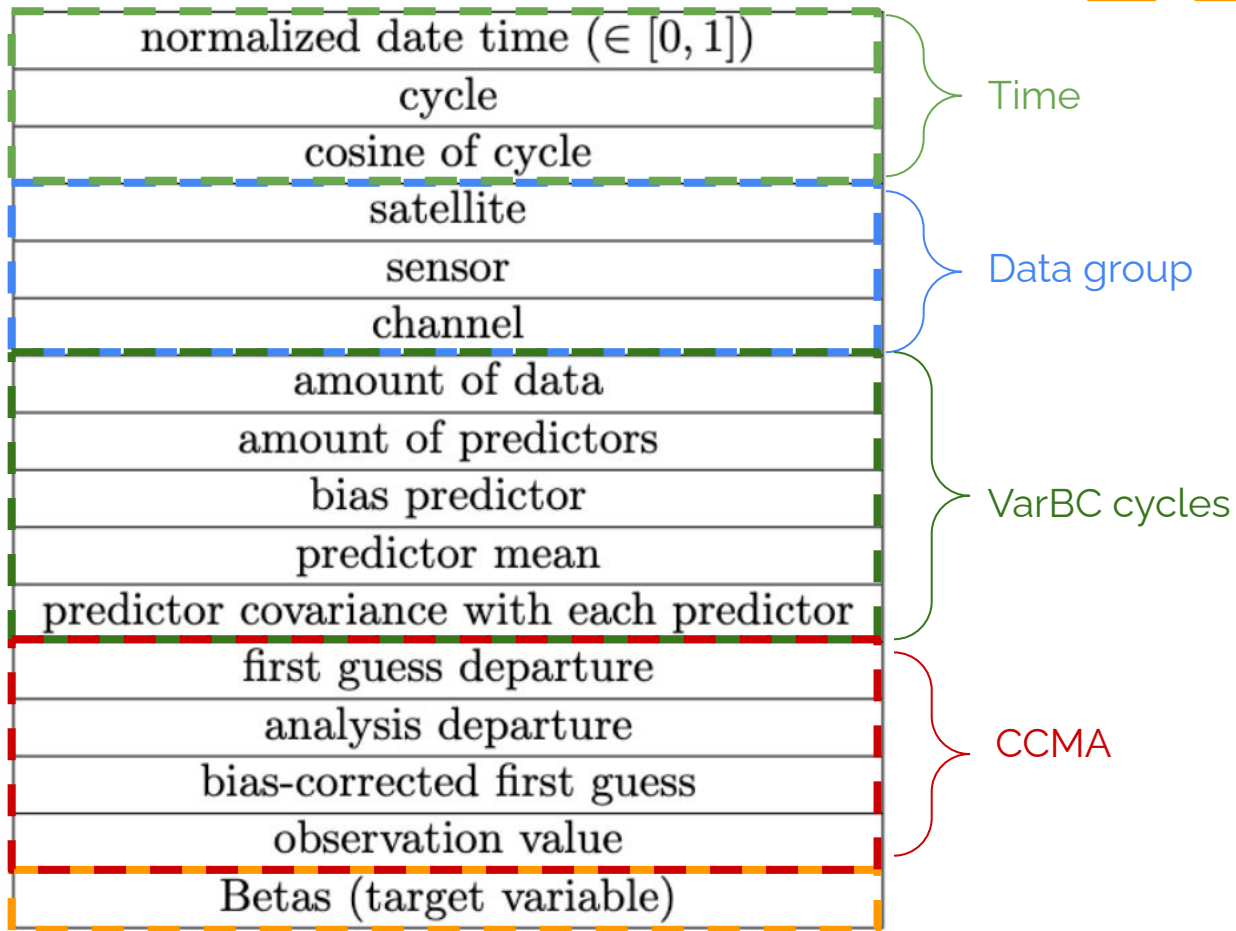 normalized date time (∈ [0, 1])
cycle
cosine of cycle
Time
satellite
sensor
channel
Data group
amount of data
amount of predictors
bias predictor
predictor mean
predictor covariance with each predictor
VarBC cycles
first guess departure
analysis departure
bias-corrected first guess
observation value
CCMA
Betas (target variable)